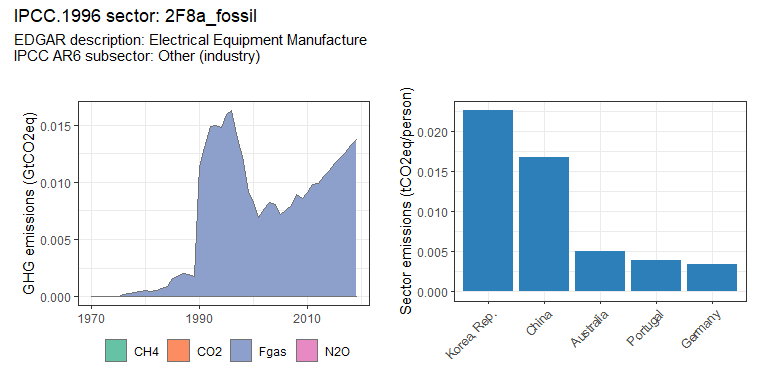 IPCC.1996 sector: 2F8a_fossil
EDGAR description: Electrical Equipment Manufacture
IPCC AR6 subsector: Other (industry)
GHG emissions (GtCO2eq)
0.015
0.010
0.005
0.000
1970
1990
2010
CH4
CO2
Fgas
N2O
Sector emissions (tCO2eq/person)
0.020
0.015
0.010
0.005
0.000
Korea Rep.
China
Australia
Portugal
Germany